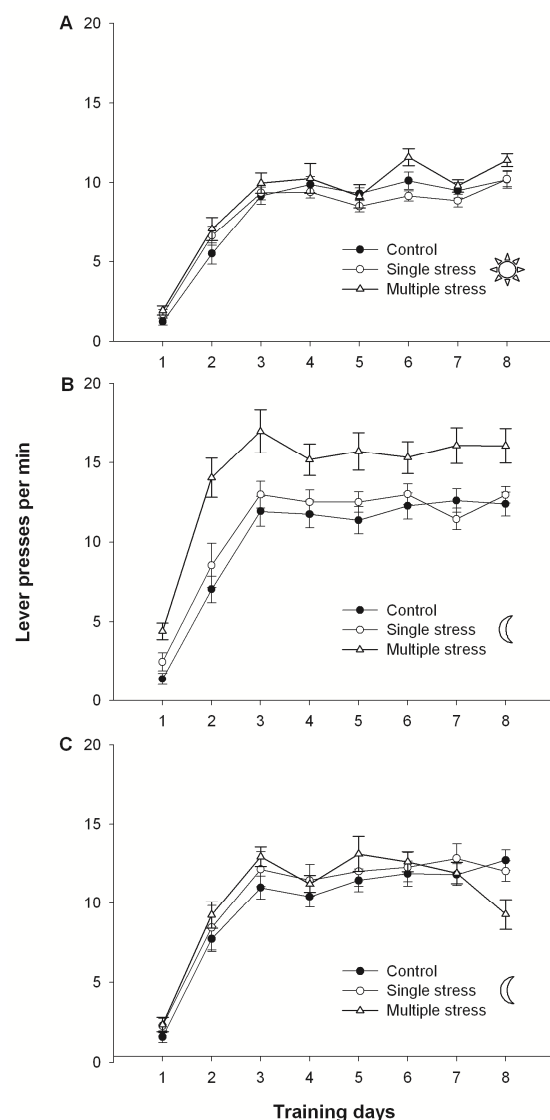 A
20
15
10
5
0
Control
Single stress
Multiple stress
1 2 3 4 5 6 7 8
B
20
15
10
5
0
Control
Single stress
Multiple stress
1 2 3 4 5 6 7 8
Lever presses per min
C
20
15
10
5
0
Control
Single stress
Multiple stress
1 2 3 4 5 6 7 8
Training days